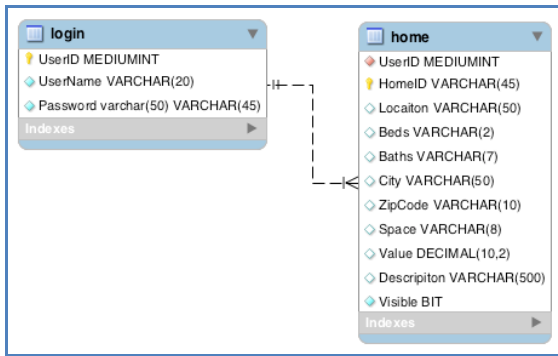 login
UserID MEDIUMINT
UserName VARCHAR(20)
Password varchar(50) VARCHAR(45)
Indexes
home
UserID MEDIUMINT
HomeID VARCHAR(45)
Locaiton VARCHAR(50)
Beds VARCHAR(2)
Baths VARCHAR(7)
City VARCHAR(50)
ZipCode VARCHAR(10)
Space VARCHAR(8)
Value DECIMAL(10,2)
Descripiton VARCHAR(500)
Visible BIT
Indexes